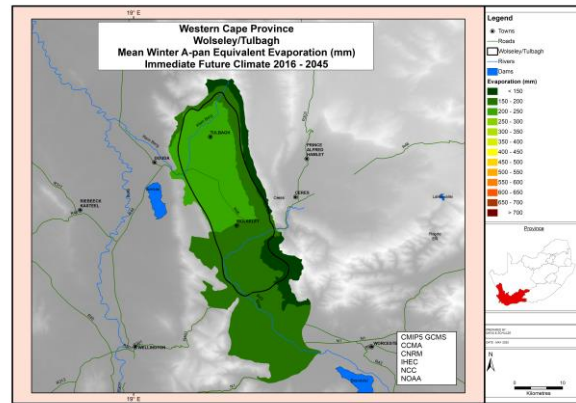 19° E
Western Cape Province
Wolseley/Tulbagh
Mean Winter A-pan Equivalent Evaporation (mm)
Immediate Future Climate 2016 - 2045
TULBAGH
GOUDA
PRINCE
ALFRED
HAMLET
CERES
RIEBEECK
KASTEEL
WOLSELEY
WELLINGTON
WORCESTER
CMIP5 GCMS
CCMA
CNRM
IHEC
NCC
NOAA
19° E
Legend
Towns
Roads
Wolseley/Tulbagh
Rivers
Dams
Evaporation (mm)
< 150
150 - 200
200 - 250
250 - 300
300 - 350
350 - 400
400 - 450
450 - 500
500 - 550
550 - 600
600 - 650
650 - 700
> 700
Province
N
0
10
Kilometres